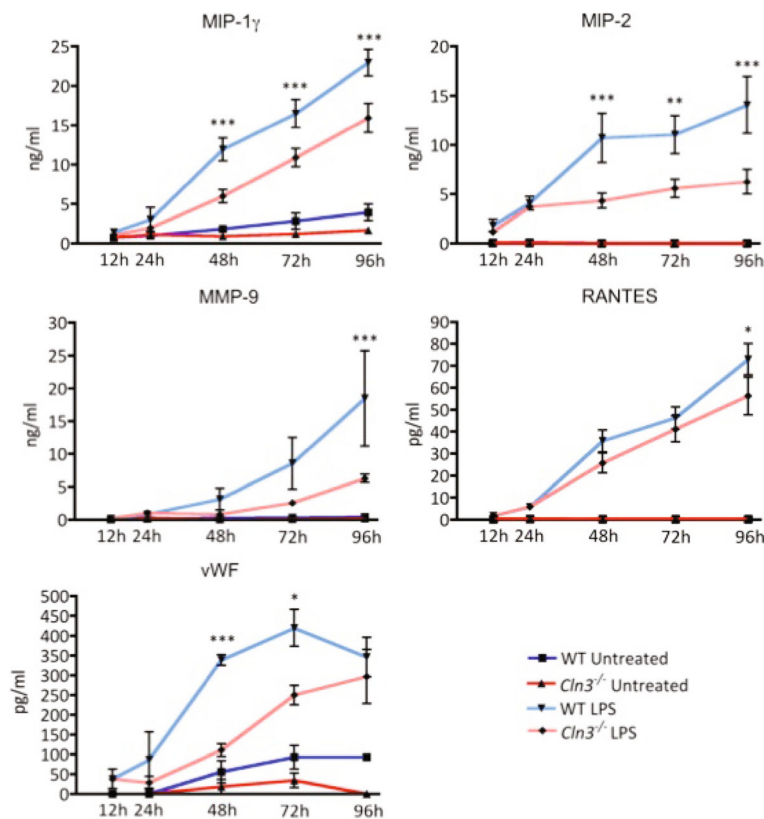 MIP-1γ
25
20
15
10
5
0
ng/ml
***
***
***
12h 24h 48h 72h 96h
MIP-2
20
15
10
5
0
ng/ml
***
**
***
12h 24h 48h 72h 96h
MMP-9
30
25
20
15
10
5
0
ng/ml
***
12h 24h 48h 72h 96h
RANTES
90
80
70
60
50
40
30
20
10
0
pg/ml
*
12h 24h 48h 72h 96h
vWF
500
450
400
350
300
250
200
150
100
50
0
pg/ml
***
*
12h 24h 48h 72h 96h
WT Untreated
Cln3-/- Untreated
WT LPS
Cln3-/- LPS